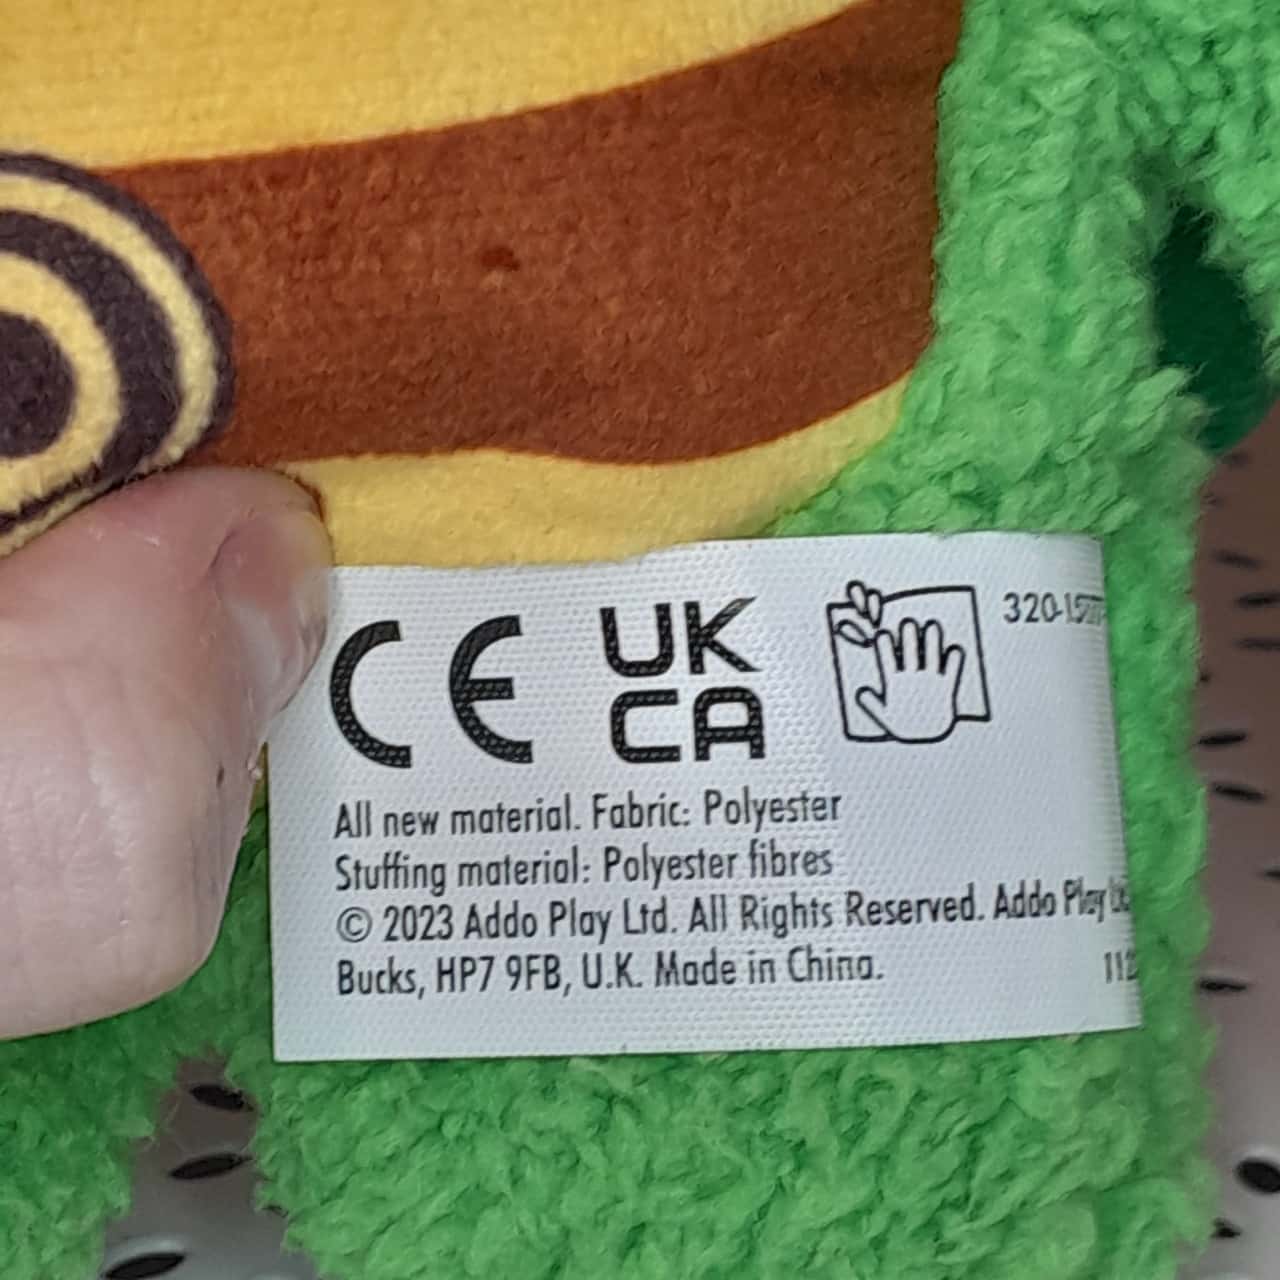 CE UK
CA
All new material. Fabric: Polyester
Stuffing material: Polyester fibres
© 2023 Addo Play Ltd. All Rights Reserved. Addo Play
Bucks, HP7 9FB, U.K. Made in China.